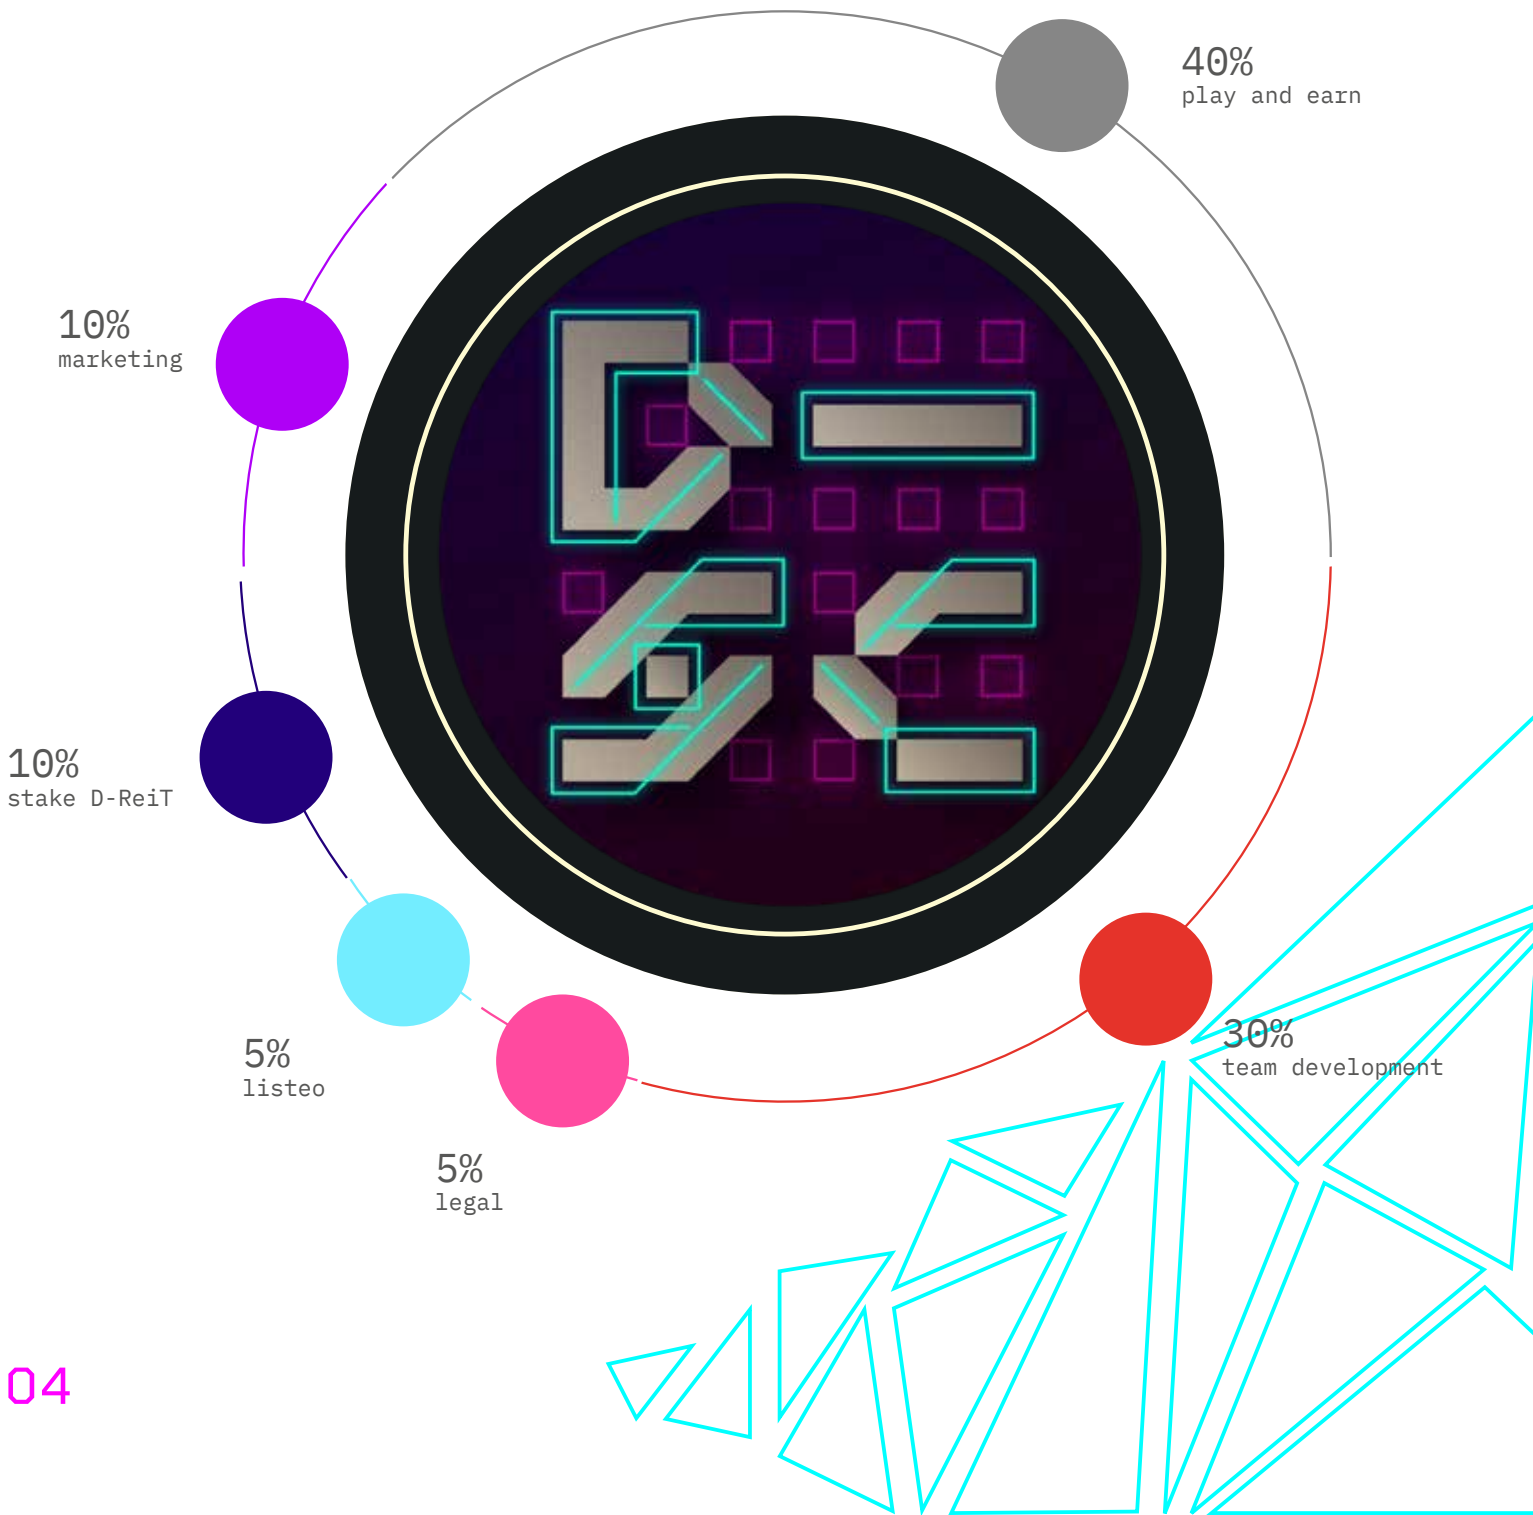 40%
play and earn
10%
marketing
10%
stake D-ReiT
5%
listeo
5%
legal
30%
team development
04